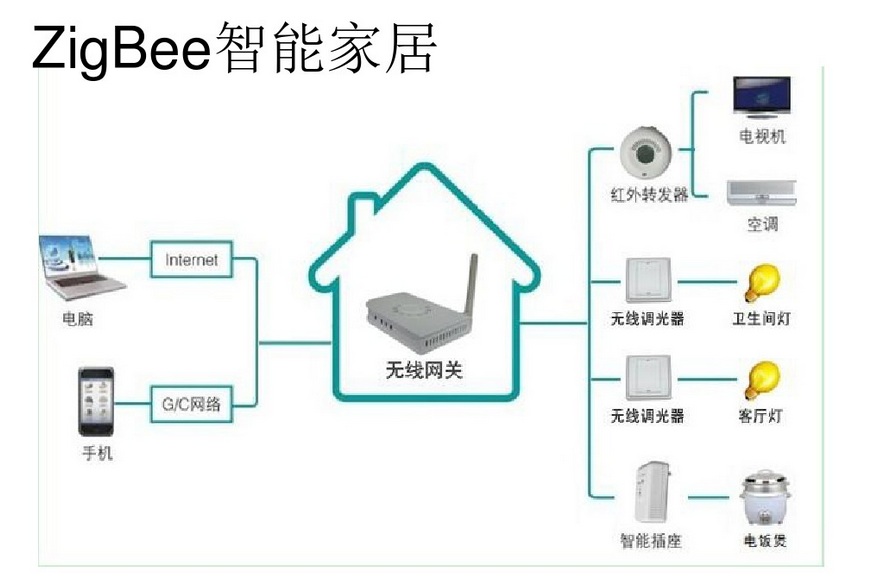 ZigBee智能家居
电视机
红外转发器
空调
Internet
电脑
无线调光器
卫生间灯
无线网关
G/C网络
无线调光器
客厅灯
手机
智能插座
电饭煲